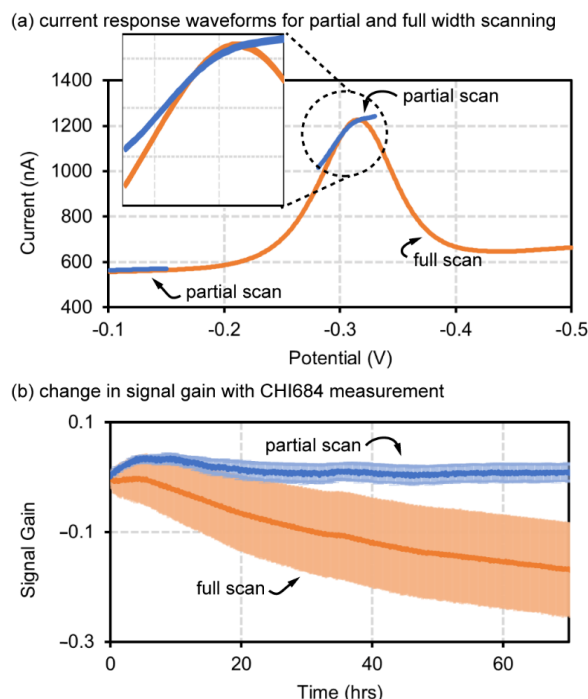 (a) current response waveforms for partial and full width scanning
1400
1200
1000
800
600
400
Current (nA)
partial scan
full scan
partial scan
-0.1
-0.2
-0.3
-0.4
-0.5
Potential (V)
(b) change in signal gain with CHI684 measurement
0.1
−0.1
−0.3
Signal Gain
partial scan
full scan
0
20
40
60
Time (hrs)